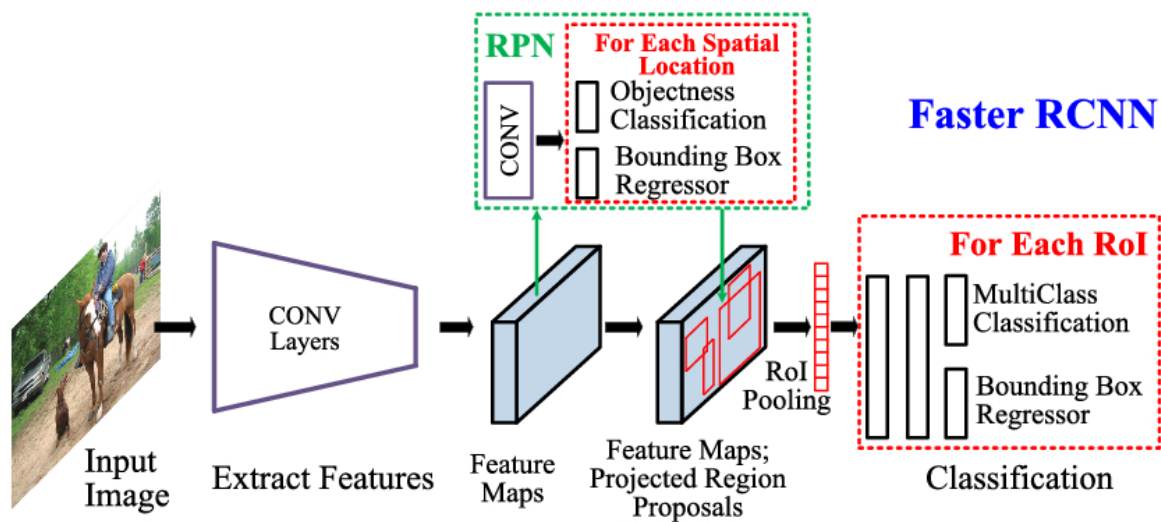 RPN
For Each Spatial
Location
CONV
Objectness
Classification
Bounding Box
Regressor
Faster RCNN
CONV
Layers
RoI
Pooling
For Each RoI
MultiClass
Classification
Bounding Box
Regressor
Input
Image
Extract Features
Feature
Maps
Feature Maps;
Projected Region
Proposals
Classification